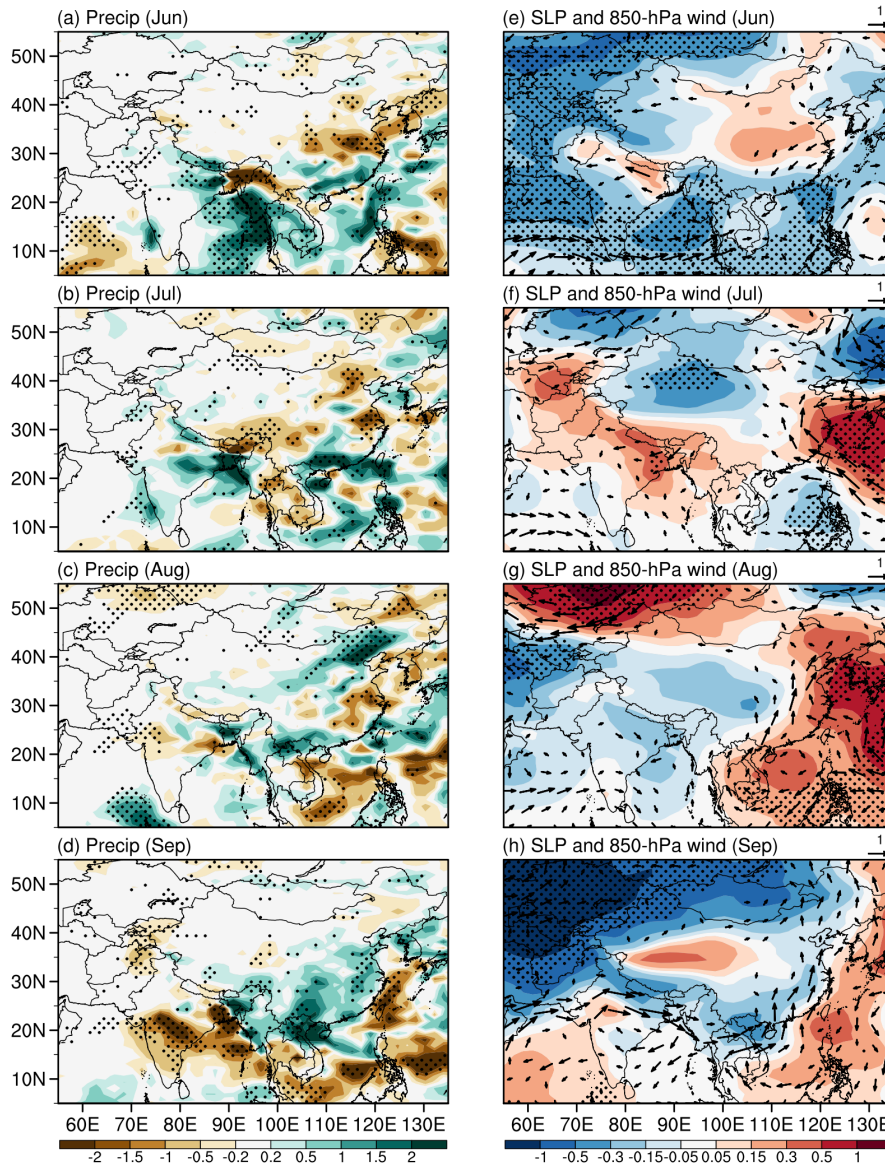 (a) Precip (Jun)
(e) SLP and 850-hPa wind (Jun)
1
50N
40N
30N
20N
10N
(b) Precip (Jul)
(f) SLP and 850-hPa wind (Jul)
1
50N
40N
30N
20N
10N
(c) Precip (Aug)
(g) SLP and 850-hPa wind (Aug)
1
50N
40N
30N
20N
10N
(d) Precip (Sep)
(h) SLP and 850-hPa wind (Sep)
1
50N
40N
30N
20N
10N
60E 70E 80E 90E 100E 110E 120E 130E
60E 70E 80E 90E 100E 110E 120E 13
-2 -1.5 -1 -0.5 -0.2 0.2 0.5 1 1.5 2
-1 -0.5 -0.3 -0.15 -0.05 0.05 0.15 0.3 0.5 1